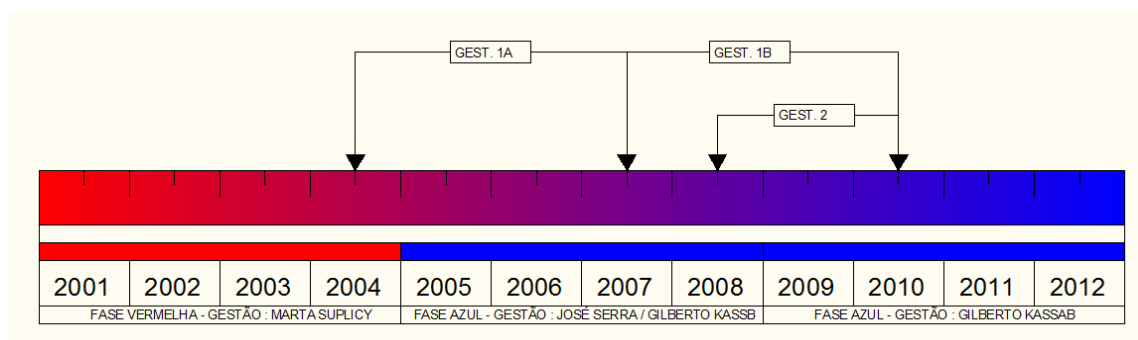 GEST. 1A
GEST. 1B
GEST. 2
2001 2002 2003 2004 2005 2006 2007 2008 2009 2010 2011 2012
FASE VERMELHA - GESTÃO : MARTA SUPLICY FASE AZUL - GESTÃO : JOSÉ SERRA / GILBERTO KASSB FASE AZUL - GESTÃO : GILBERTO KASSAB